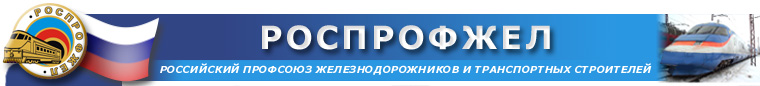 РОСПРОФЖЕЛ
РОСПРОФЖЕЛ
РОССИЙСКИЙ ПРОФСОЮЗ ЖЕЛЕЗНОДОРОЖНИКОВ И ТРАНСПОРТНЫХ СТРОИТЕЛЕЙ